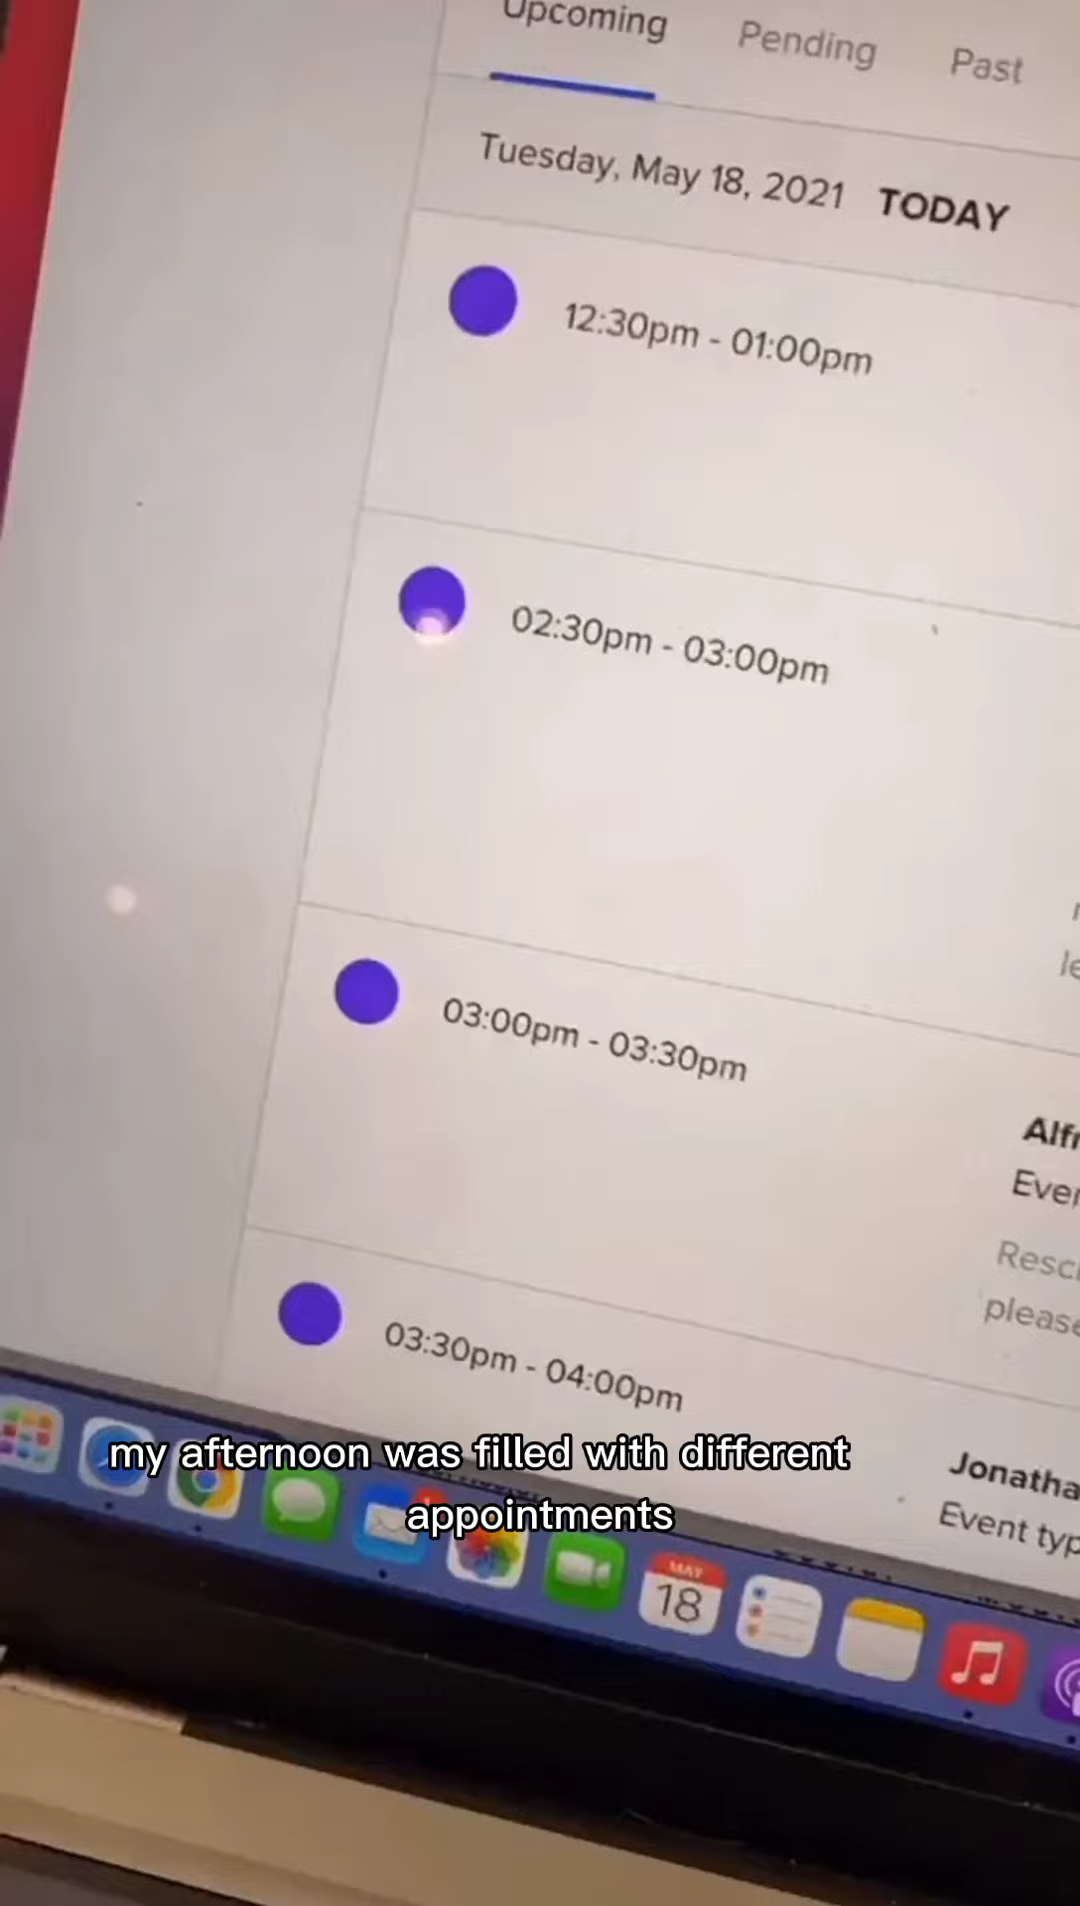 Upcoming Pending Past
Tuesday, May 18, 2021 TODAY
12:30pm - 01:00pm
02:30pm - 03:00pm
03:00pm - 03:30pm
03:30pm - 04:00pm
my afternoon was filled with different
appointments
MAY
18